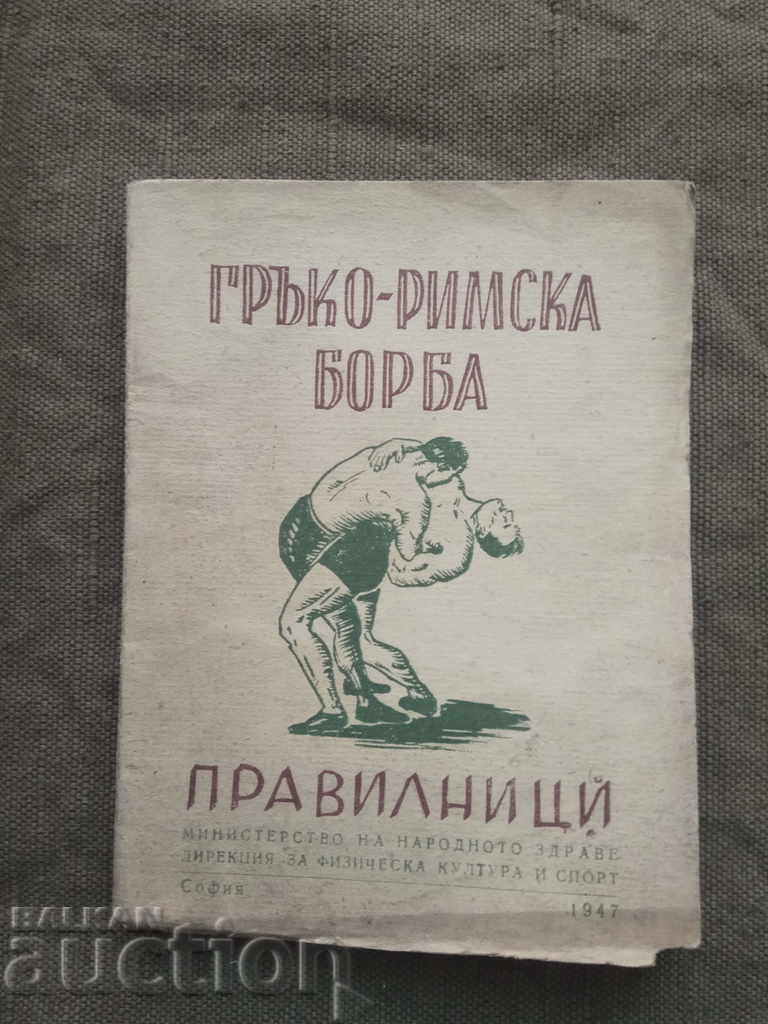 ГРЪКО-РИМСКА
БОРБА
ПРАВИЛНИЦИ
МИНИСТЕРСТВО НА НАРОДНОТО ЗДРАВЕ
ДИРЕКЦИЯ ЗА ФИЗИЧЕСКА КУЛТУРА И СПОРТ
София 1947
BALKAN
auction